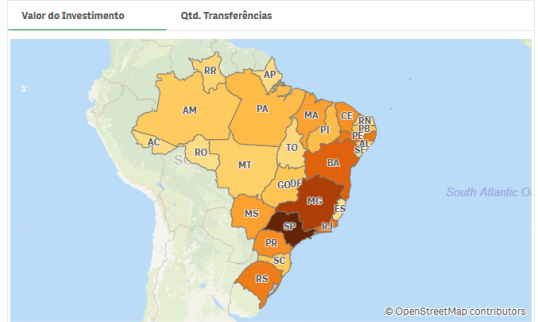 Valor do Investimento Qtd. Transferências
RR AP
AM PA MA CE RN
PI PB
PE
AC AL
RO TO SE
MT BA
GO DF
MG
MS ES
SP RJ
PR
SC
RS
South Atlantic O
© OpenStreetMap contributors